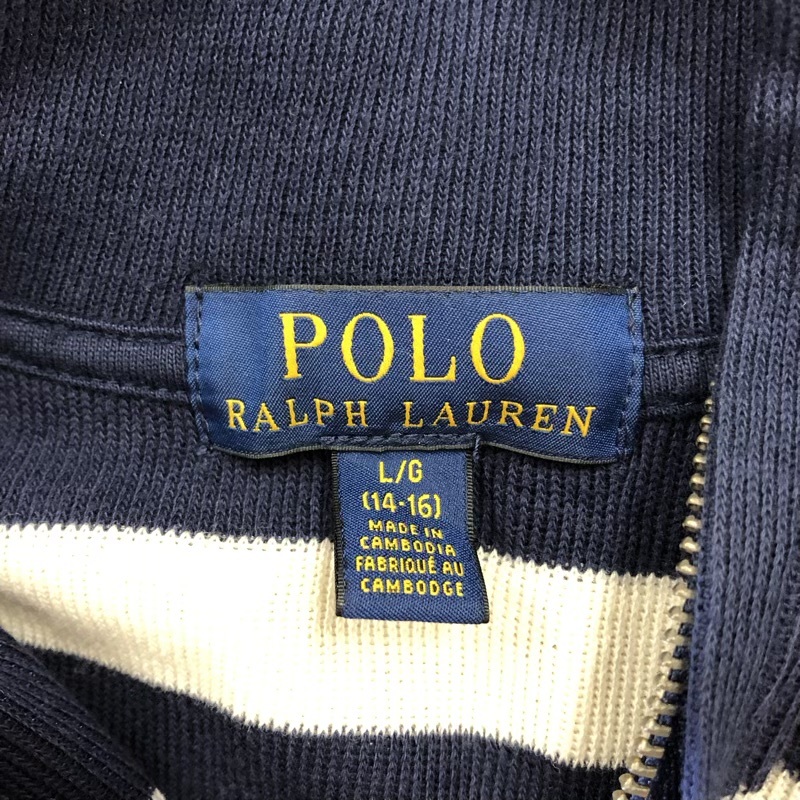 POLO
RALPH LAUREN
L/G
(14-16)
MADE IN
CAMBODIA
FABRIQUÉ AU
CAMBODGE